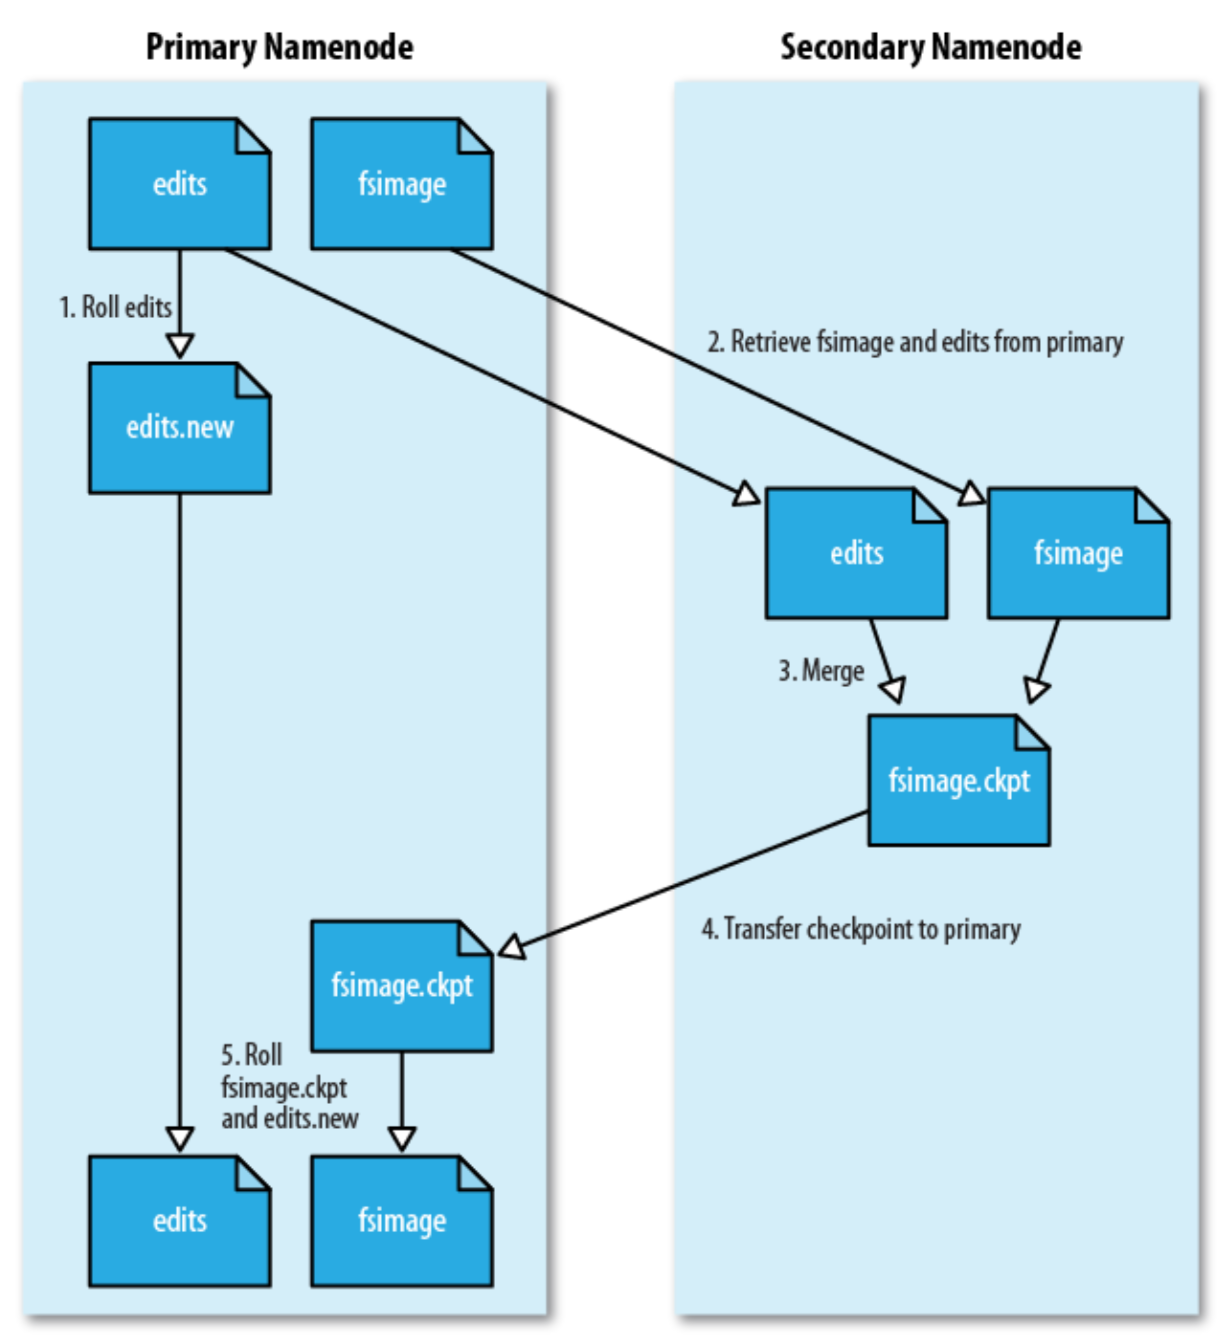 Primary Namenode
Secondary Namenode
edits
fsimage
1. Roll edits
2. Retrieve fsimage and edits from primary
edits.new
edits
fsimage
3. Merge
fsimage.ckpt
4. Transfer checkpoint to primary
fsimage.ckpt
5. Roll
fsimage.ckpt
and edits.new
edits
fsimage